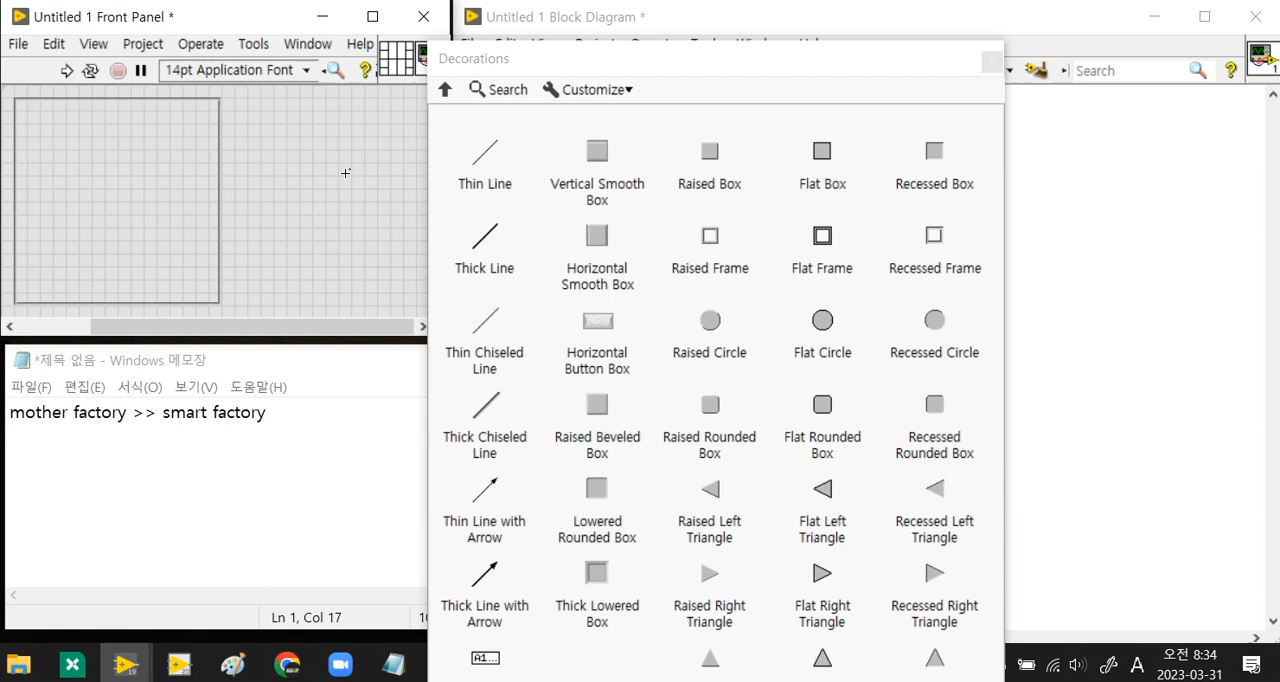 Untitled 1 Front Panel *
File Edit View Project Operate Tools Window Help
14pt Application Font
?
Untitled 1 Block Diagram *
Search
?
1
Decorations
Search Customize
Thin Line
Vertical Smooth Box
Raised Box
Flat Box
Recessed Box
Thick Line
Horizontal Smooth Box
Raised Frame
Flat Frame
Recessed Frame
Thin Chiseled Line
Horizontal Button Box
Raised Circle
Flat Circle
Recessed Circle
Thick Chiseled Line
Raised Beveled Box
Raised Rounded Box
Flat Rounded Box
Recessed Rounded Box
Thin Line with Arrow
Lowered Rounded Box
Raised Left Triangle
Flat Left Triangle
Recessed Left Triangle
Thick Line with Arrow
Thick Lowered Box
Raised Right Triangle
Flat Right Triangle
Recessed Right Triangle
A1...
*제목 없음 - Windows 메모장
파일(F) 편집(E) 서식(O) 보기(V) 도움말(H)
mother factory >> smart factory
Ln 1, Col 17
19
A
오전 8:34
2023-03-31